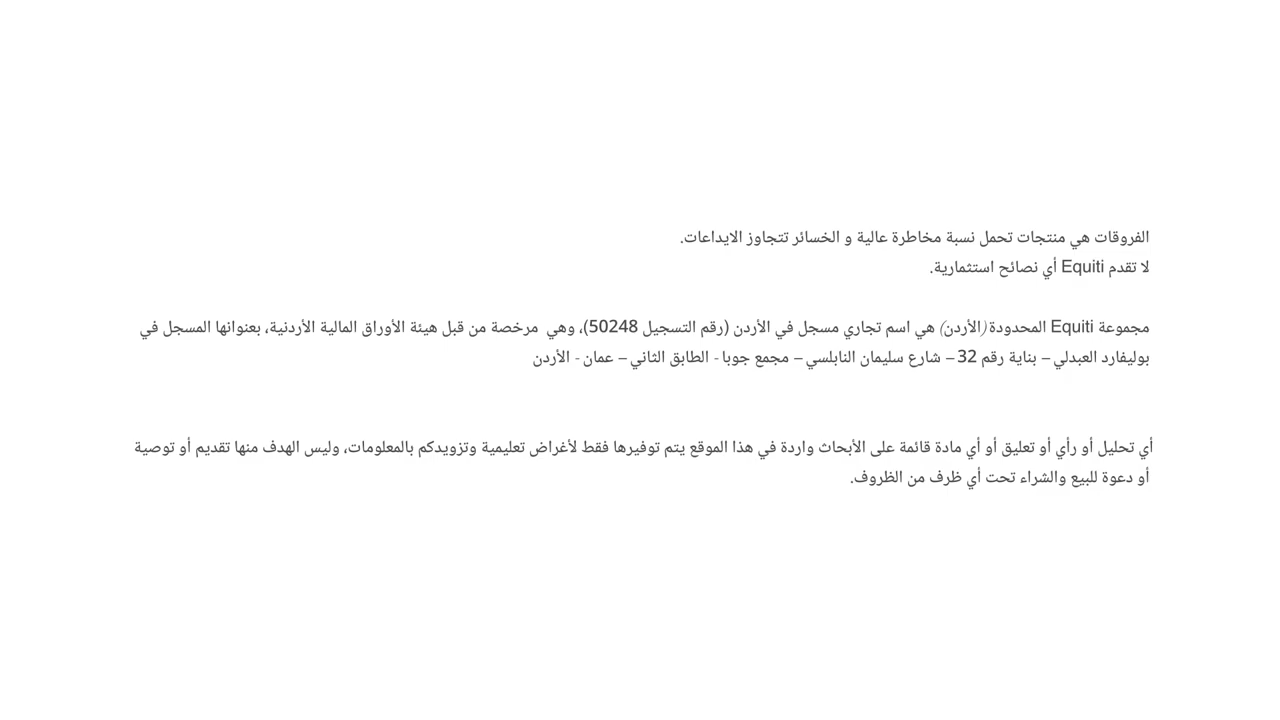 الفروقات هي منتجات تحمل نسبة مخاطرة عالية و الخسائر تتجاوز الايداعات.
لا تقدم Equiti أي نصائح استثمارية.
مجموعة Equiti المحدودة (الأردن) هي اسم تجاري مسجل في الأردن (رقم التسجيل 50248)، وهي مرخصة من قبل هيئة الأوراق المالية الأردنية، بعنوانها المسجل في
بوليفارد العبدلي – بناية رقم 32 – شارع سليمان النابلسي – مجمع جوبا - الطابق الثاني – عمان - الأردن
أي تحليل أو رأي أو تعليق أو أي مادة قائمة على الأبحاث واردة في هذا الموقع يتم توفيرها فقط لأغراض تعليمية وتزويدكم بالمعلومات، وليس الهدف منها تقديم أو توصية
أو دعوة للبيع والشراء تحت أي ظرف من الظروف.